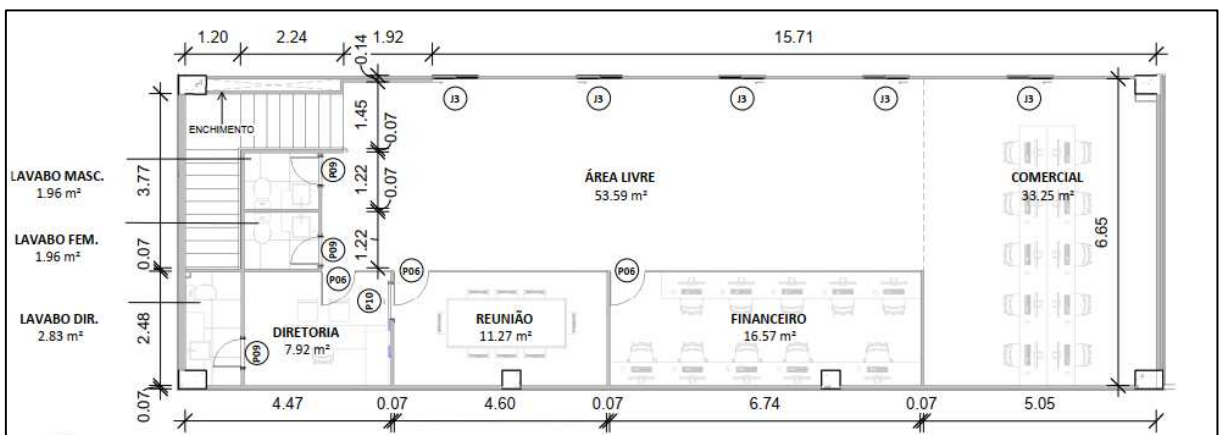 1.20 2.24 0.14 1.92 15.71
J3 J3 J3 J3 J3
ENCHIMENTO
1.45
0.07
LAVABO MASC.
1.96 m²
3.77
P09
1.22
0.07
ÁREA LIVRE
53.59 m²
COMERCIAL
33.25 m²
6.65
LAVABO FEM.
1.96 m²
0.07
P09
1.22
P06 P06 P06
P10
LAVABO DIR.
2.83 m²
2.48
P09
DIRETORIA
7.92 m²
REUNIÃO
11.27 m²
FINANCEIRO
16.57 m²
0.07
4.47 0.07 4.60 0.07 6.74 0.07 5.05